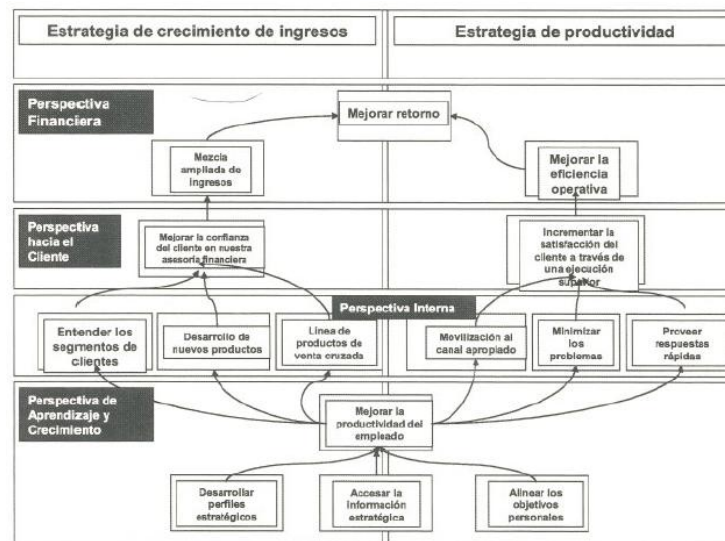 Estrategia de crecimiento de ingresos
Estrategia de productividad
Perspectiva
Financiera
Mejorar retorno
Mezcla
ampliada de
ingresos
Mejorar la
eficiencia
operativa
Perspectiva
hacia el
Cliente
Mejorar la confianza
del cliente en nuestra
asesoría financiera
Incrementar la
satisfacción del
cliente a través de
una ejecución
superior
Perspectiva Interna
Entender los
segmentos de
clientes
Desarrollo de
nuevos productos
Línea de
productos de
venta cruzada
Movilización al
canal apropiado
Minimizar
los
problemas
Proveer
respuestas
rápidas
Perspectiva de
Aprendizaje y
Crecimiento
Mejorar la
productividad del
empleado
Desarrollar
perfiles
estratégicos
Accesar la
información
estratégica
Alinear los
objetivos
personales